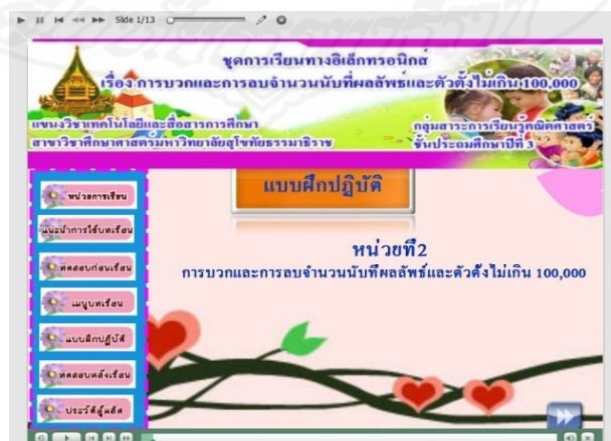 Slide 1/13
ชุดการเรียนทางอิเล็กทรอนิกส์
เรื่อง การบวกและการลบจำนวนนับที่ผลลัพธ์และตัวตั้งไม่เกิน 100,000
แขนงวิชาเทคโนโลยีและสื่อสารการศึกษา
สาขาวิชาศึกษาศาสตร์มหาวิทยาลัยสุโขทัยธรรมาธิราช
กลุ่มสาระการเรียนรู้คณิตศาสตร์
ชั้นประถมศึกษาปีที่ 3
หน่วยการเรียน
แนะนำการใช้บทเรียน
ทดสอบก่อนเรียน
เมนูบทเรียน
แบบฝึกปฏิบัติ
ทดสอบหลังเรียน
ประวัติผู้ผลิต
แบบฝึกปฏิบัติ
หน่วยที่2
การบวกและการลบจำนวนนับที่ผลลัพธ์และตัวตั้งไม่เกิน 100,000